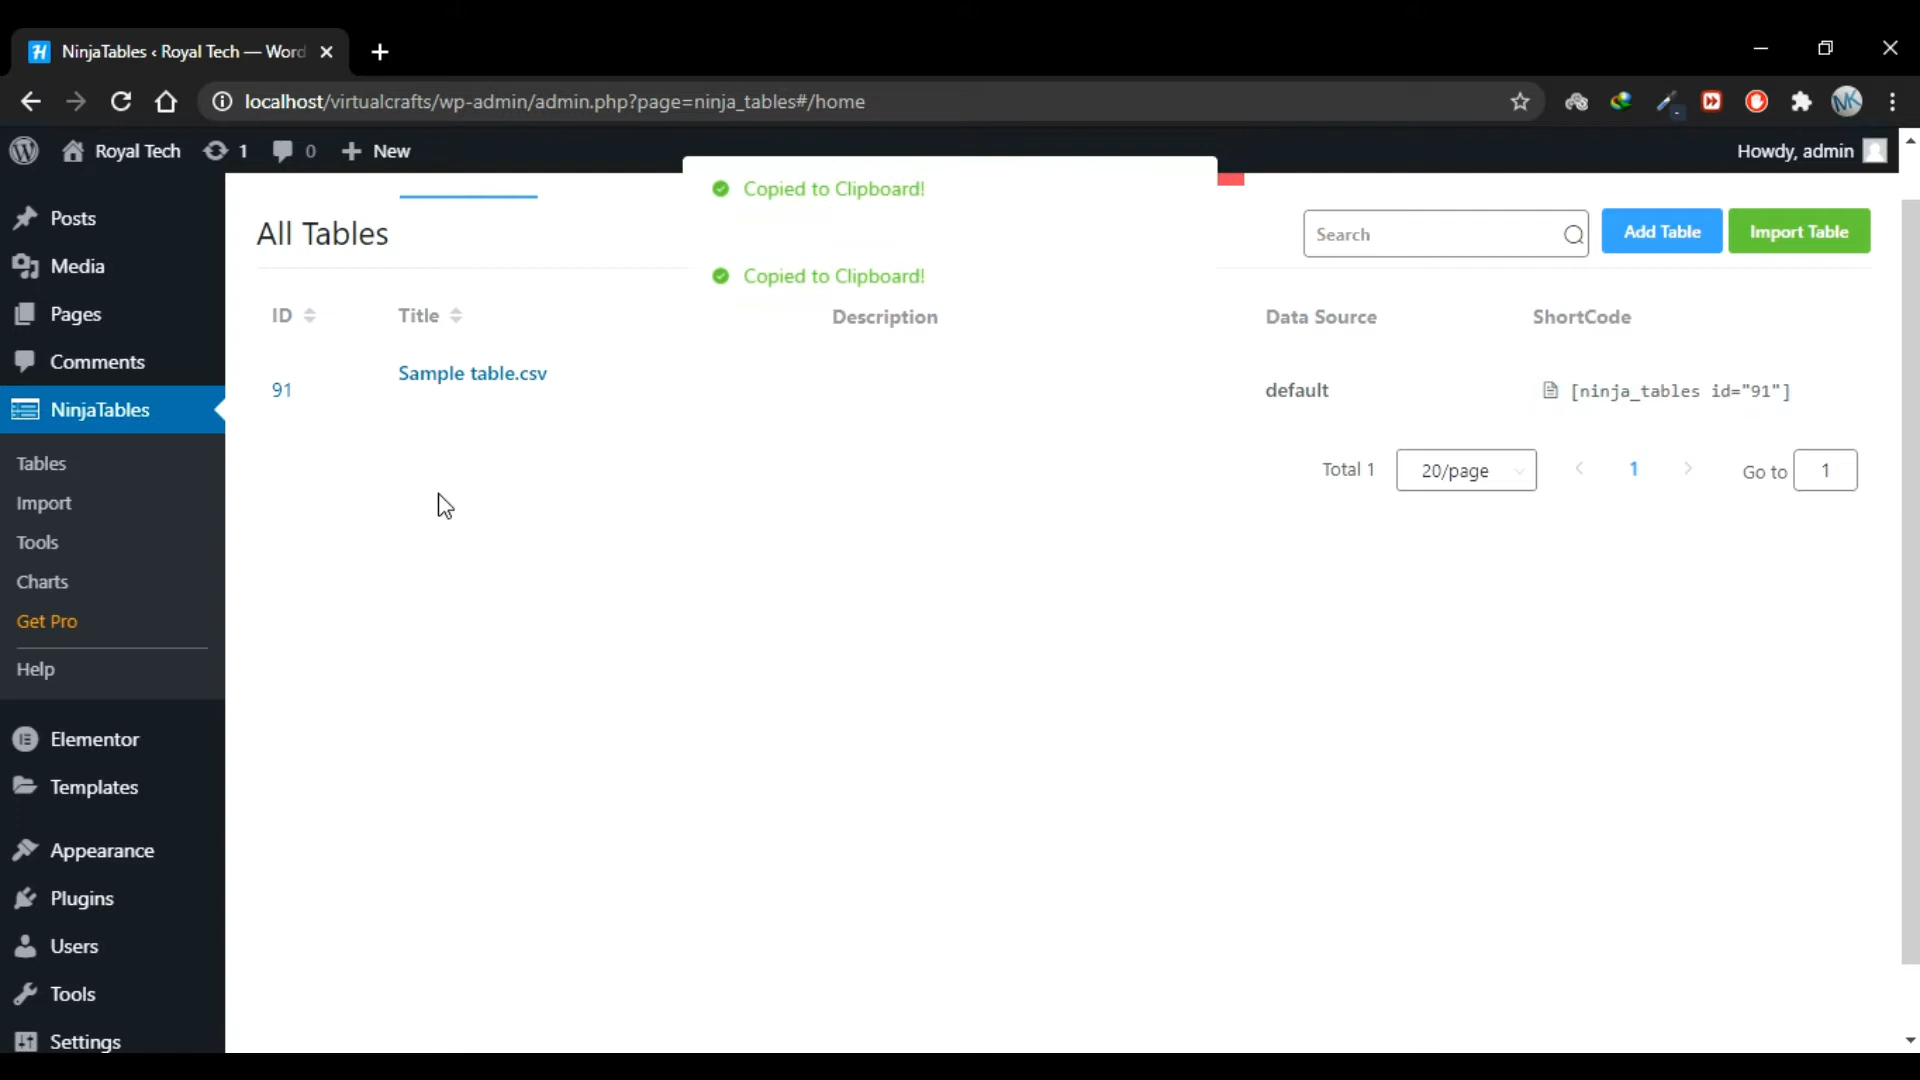 NinjaTables ‹ Royal Tech — Word
localhost/virtualcrafts/wp-admin/admin.php?page=ninja_tables#/home
Royal Tech 1 0 New
Howdy, admin
Posts
Media
Pages
Comments
NinjaTables
Tables
Import
Tools
Charts
Get Pro
Help
Elementor
Templates
Appearance
Plugins
Users
Tools
Settings
Copied to Clipboard!
Copied to Clipboard!
All Tables
Search
Add Table
Import Table
ID Title Description Data Source ShortCode
91 Sample table.csv default [ninja_tables id="91"]
Total 1 20/page 1 Go to 1